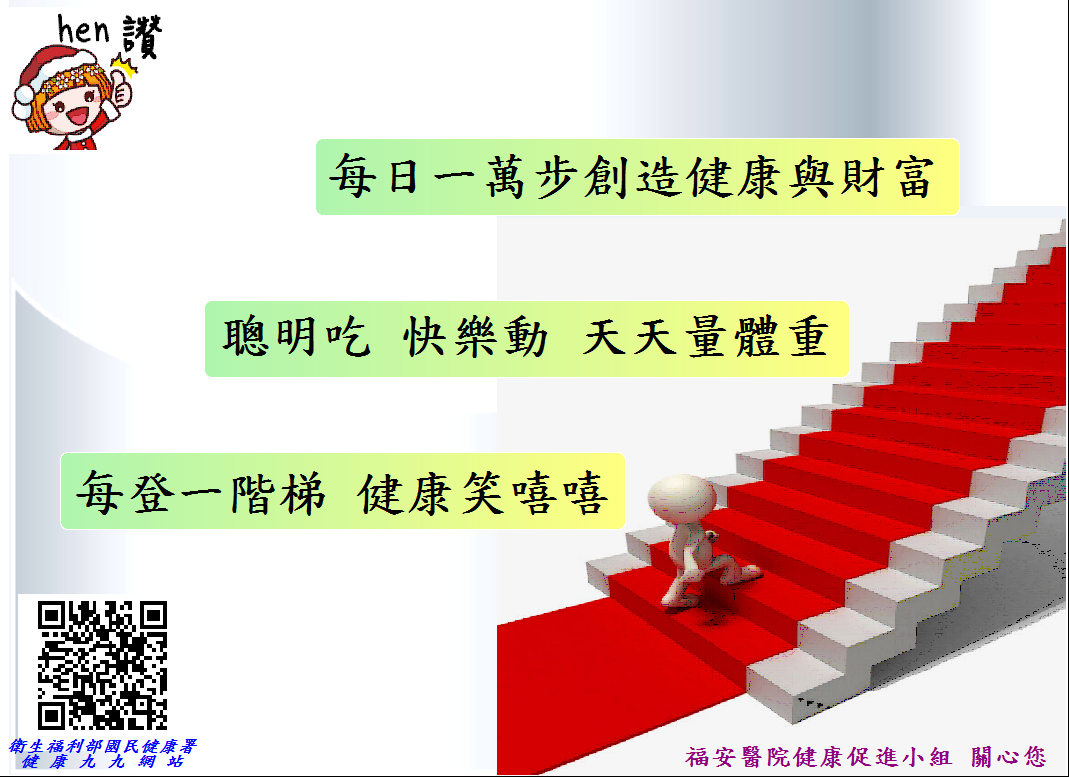 hen 讚
每日一萬步創造健康與財富
聰明吃 快樂動 天天量體重
每登一階梯 健康笑嘻嘻
衛生福利部國民健康署
健康九九網站
福安醫院健康促進小組 關心您